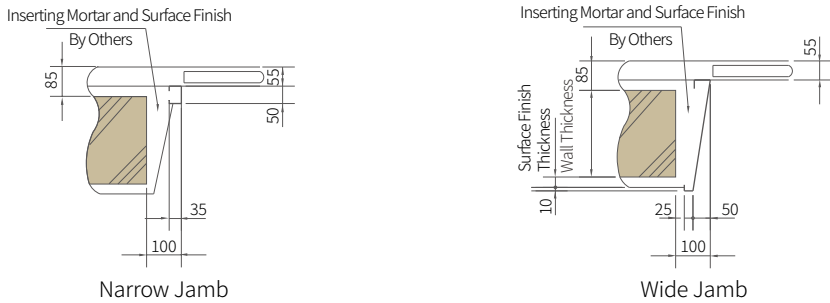 Inserting Mortar and Surface Finish
By Others
85
55
50
35
100
Narrow Jamb
Inserting Mortar and Surface Finish
By Others
85
55
Surface Finish
Thickness
Wall Thickness
10
25
50
100
Wide Jamb